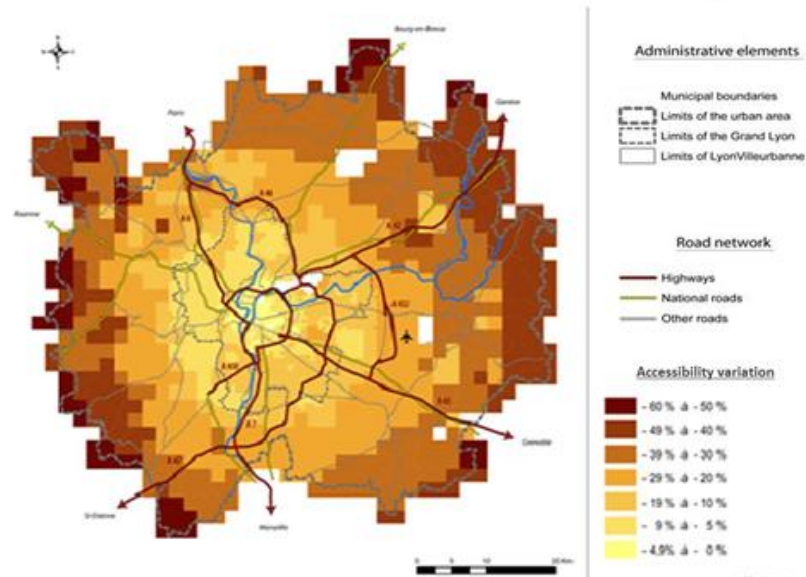 Bourg-en-Bresse
Administrative elements
Municipal boundaries
Limits of the urban area
Limits of the Grand Lyon
Limits of LyonVilleurbanne
Paris
Genève
A 46
Roanne
A 6
A 42
Road network
Highways
National roads
Other roads
A 432
A 450
A 43
A 7
Grenoble
A 47
St-Etienne
Marseille
Accessibility variation
- 60 % à - 50 %
- 49 % à - 40 %
- 39 % à - 30 %
- 29 % à - 20 %
- 19 % à - 10 %
- 9 % à - 5 %
- 4,9% à - 0 %
0 5 10 20 Km